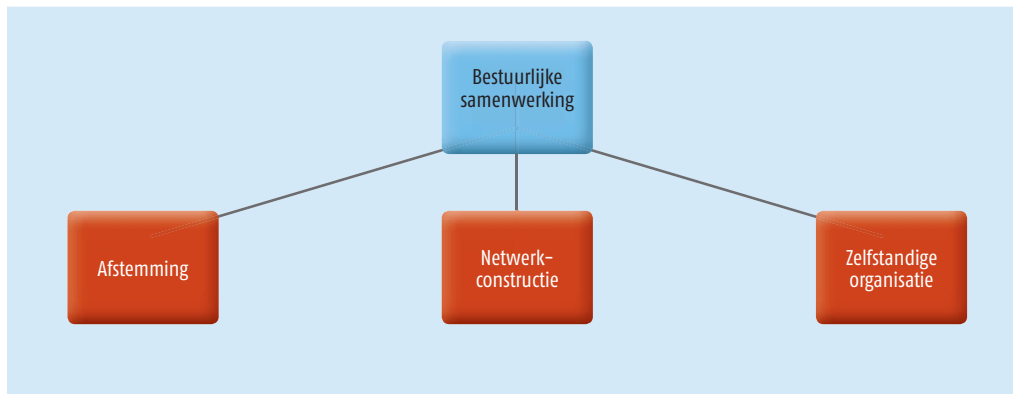 Bestuurlijke
samenwerking
Afstemming
Netwerk-
constructie
Zelfstandige
organisatie